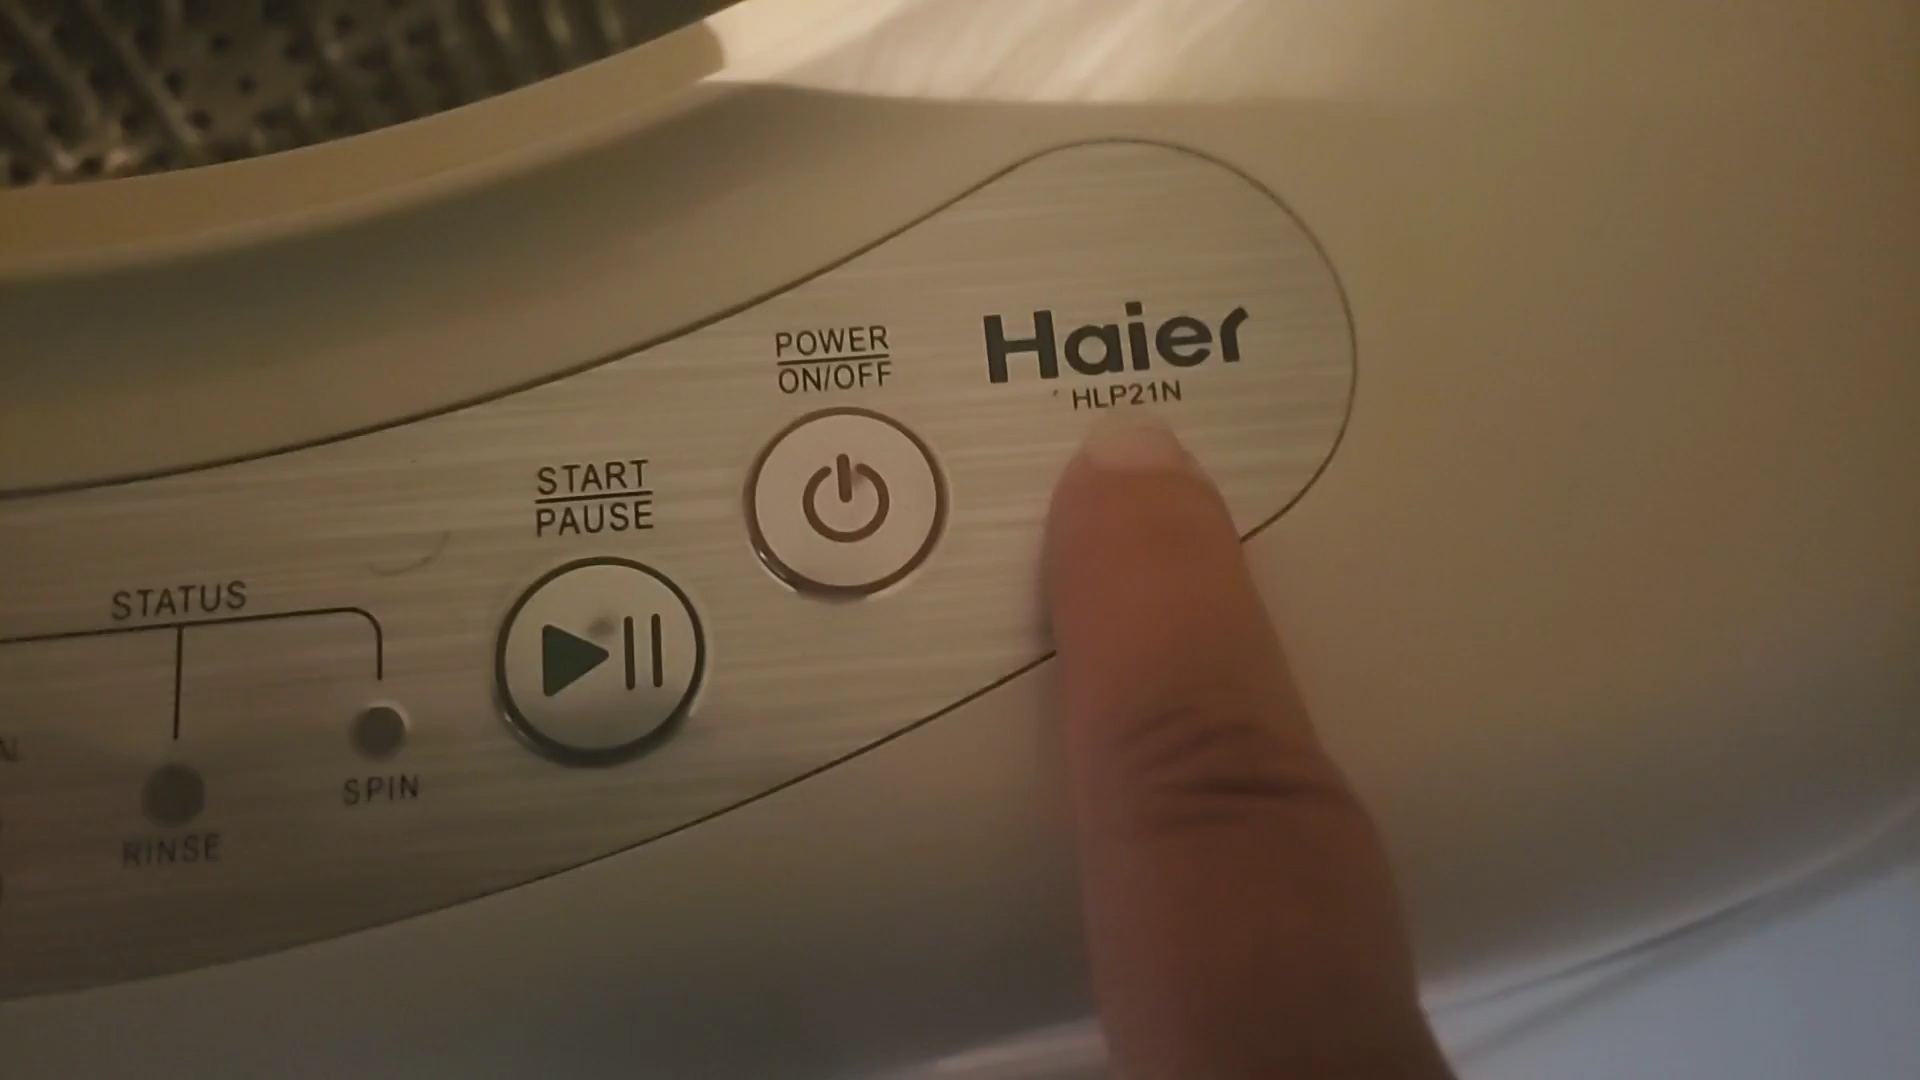 Haier
HLP21N
POWER
ON/OFF
START
PAUSE
STATUS
SPIN
RINSE